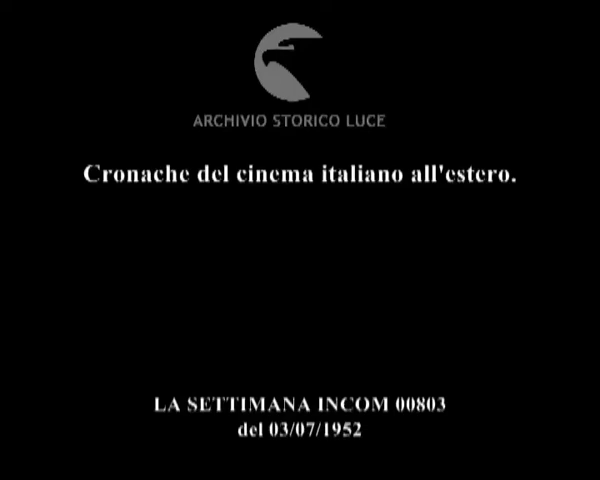 ARCHIVIO STORICO LUCE
Cronache del cinema italiano all'estero.
LA SETTIMANA INCOM 00803
del 03/07/1952